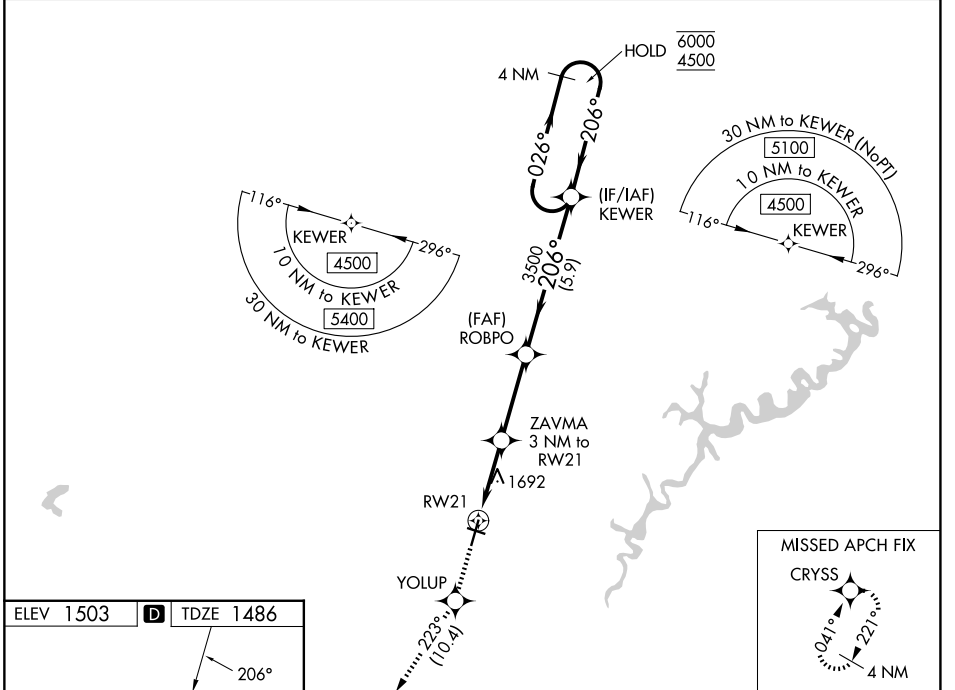 HOLD 6000
4500
4 NM
026°
206°
(IF/IAF)
KEWER
30 NM to KEWER (NoPT)
5100
10 NM to KEWER
4500
116°
KEWER
296°
116°
KEWER
296°
4500
10 NM to KEWER
5400
30 NM to KEWER
3500
206°
(5.9)
(FAF)
ROBPO
ZAVMA
3 NM to
RW21
1692
RW21
YOLUP
223°
(10.4)
MISSED APCH FIX
CRYSS
041°
221°
4 NM
ELEV 1503 D TDZE 1486
206°